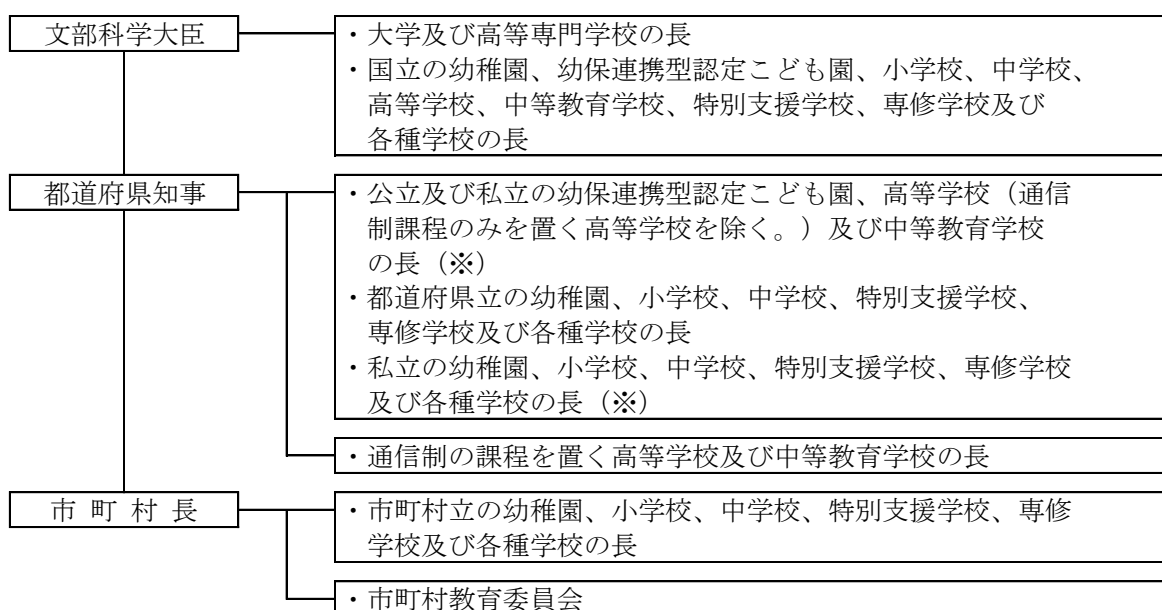 文部科学大臣
・大学及び高等専門学校の長
・国立の幼稚園、幼保連携型認定こども園、小学校、中学校、
高等学校、中等教育学校、特別支援学校、専修学校及び
各種学校の長
都道府県知事
・公立及び私立の幼保連携型認定こども園、高等学校（通信
制課程のみを置く高等学校を除く。）及び中等教育学校
の長（※）
・都道府県立の幼稚園、小学校、中学校、特別支援学校、
専修学校及び各種学校の長
・私立の幼稚園、小学校、中学校、特別支援学校、専修学校
及び各種学校の長（※）
・通信制の課程を置く高等学校及び中等教育学校の長
市 町 村 長
・市町村立の幼稚園、小学校、中学校、特別支援学校、専修
学校及び各種学校の長
・市町村教育委員会